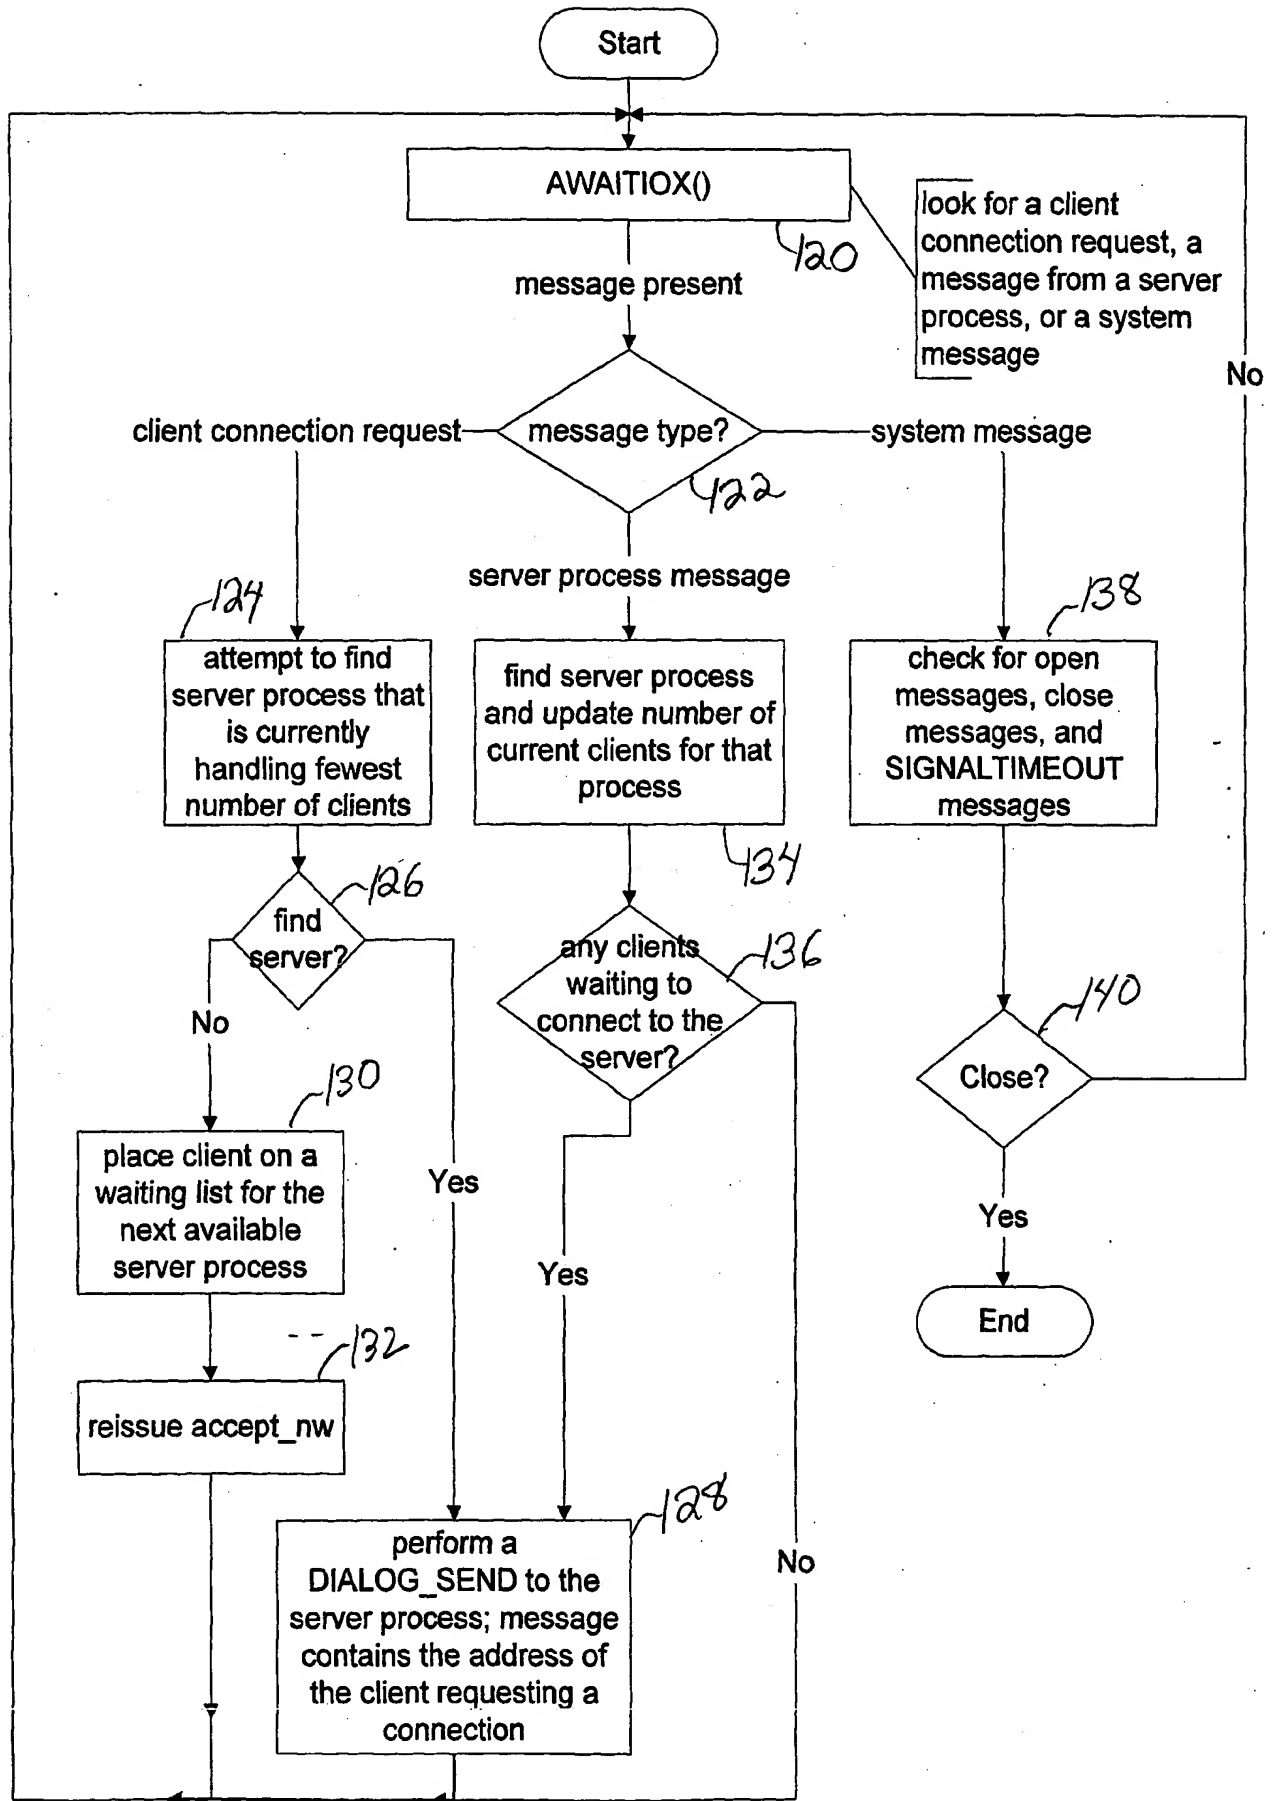 Start
AWAITIOX()
120
look for a client
connection request, a
message from a server
process, or a system
message
message present
No
client connection request
message type?
system message
122
server process message
124
138
attempt to find
server process that
is currently
handling fewest
number of clients
find server process
and update number of
current clients for that
process
check for open
messages, close
messages, and
SIGNALTIMEOUT
messages
134
126
find
server?
any clients
waiting to
connect to the
server?
136
140
No
Close?
130
place client on a
waiting list for the
next available
server process
Yes
Yes
Yes
End
132
reissue accept_nw
128
perform a
DIALOG_SEND to the
server process; message
contains the address of
the client requesting a
connection
No